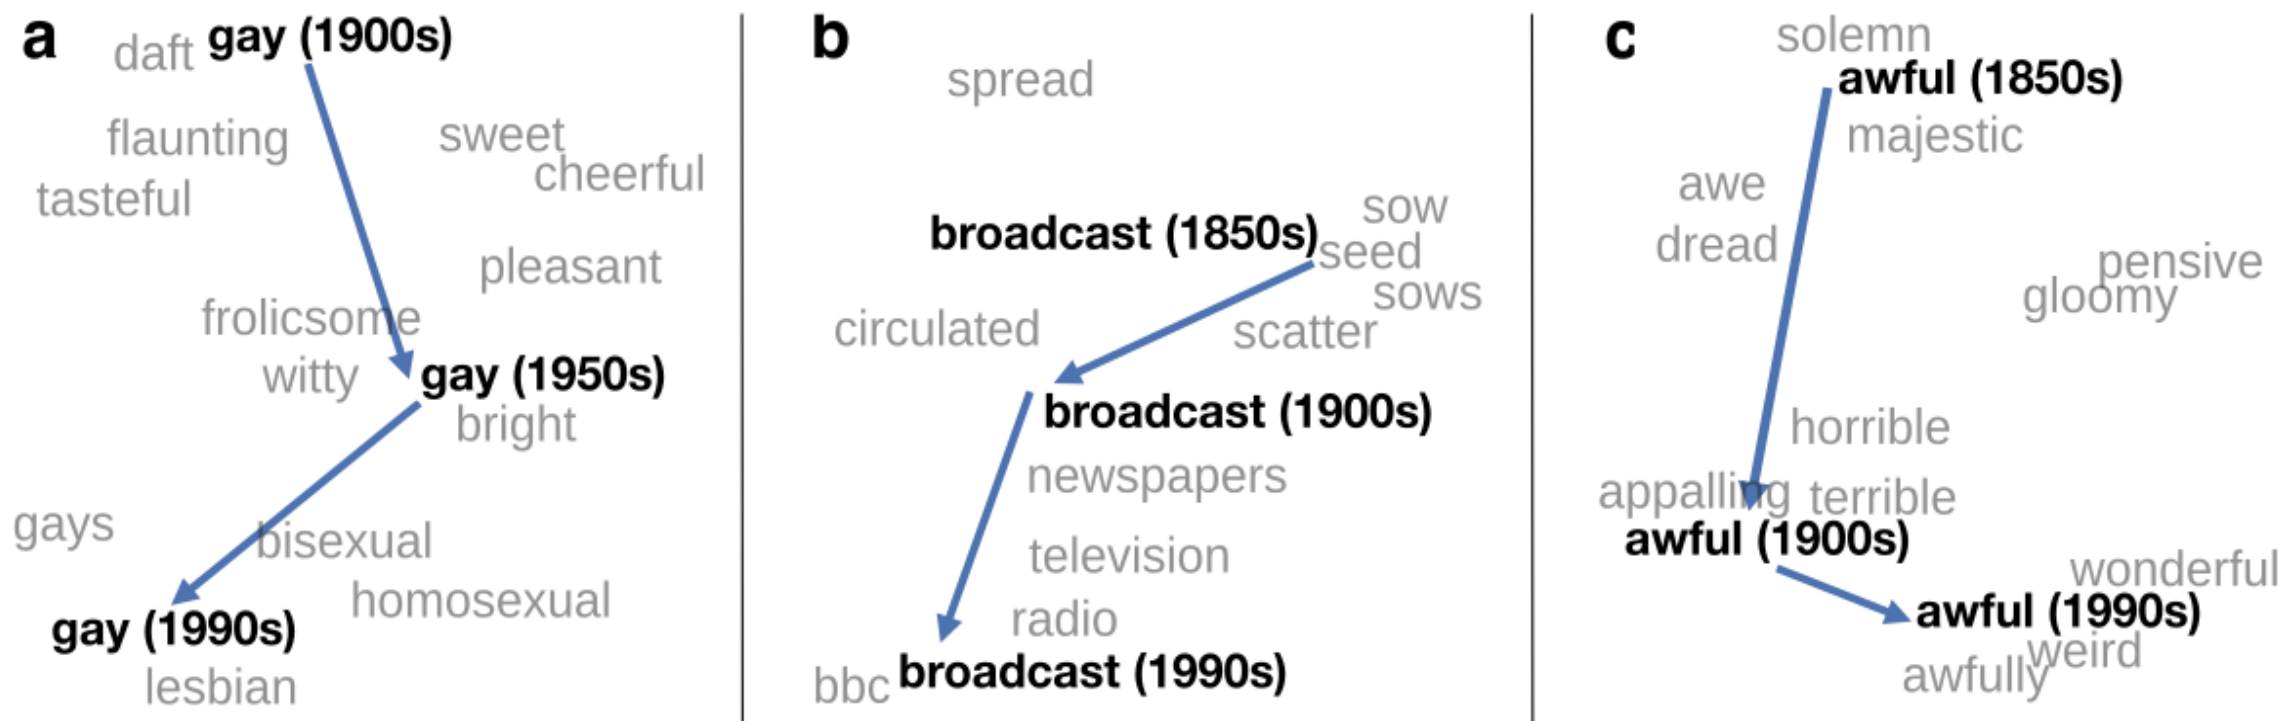 a
daft gay (1900s)
flaunting
sweet
cheerful
tasteful
pleasant
frolicsome
witty
gay (1950s)
bright
gays
bisexual
homosexual
gay (1990s)
lesbian
b
spread
sow
broadcast (1850s)
seed
sows
circulated
scatter
broadcast (1900s)
newspapers
television
radio
bbc broadcast (1990s)
c
solemn
awful (1850s)
majestic
awe
dread
pensive
gloomy
horrible
appalling terrible
awful (1900s)
wonderful
awful (1990s)
weird
awfully